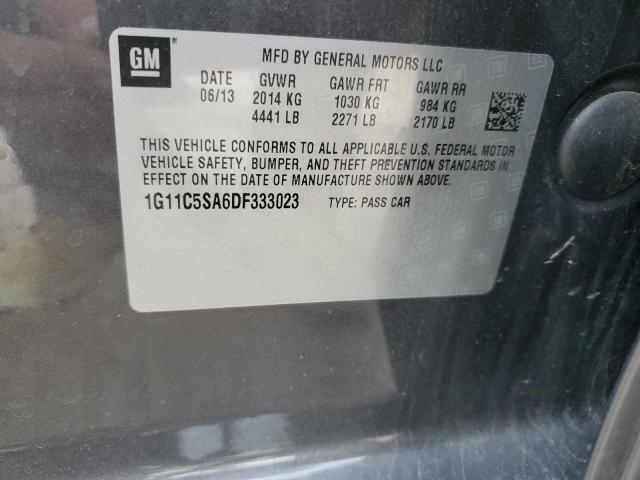 GM
MFD BY GENERAL MOTORS LLC
DATE GVWR GAWR FRT GAWR RR
06/13 2014 KG 1030 KG 984 KG
4441 LB 2271 LB 2170 LB
THIS VEHICLE CONFORMS TO ALL APPLICABLE U.S. FEDERAL MOTOR
VEHICLE SAFETY, BUMPER, AND THEFT PREVENTION STANDARDS IN
EFFECT ON THE DATE OF MANUFACTURE SHOWN ABOVE.
1G11C5SA6DF333023 TYPE: PASS CAR